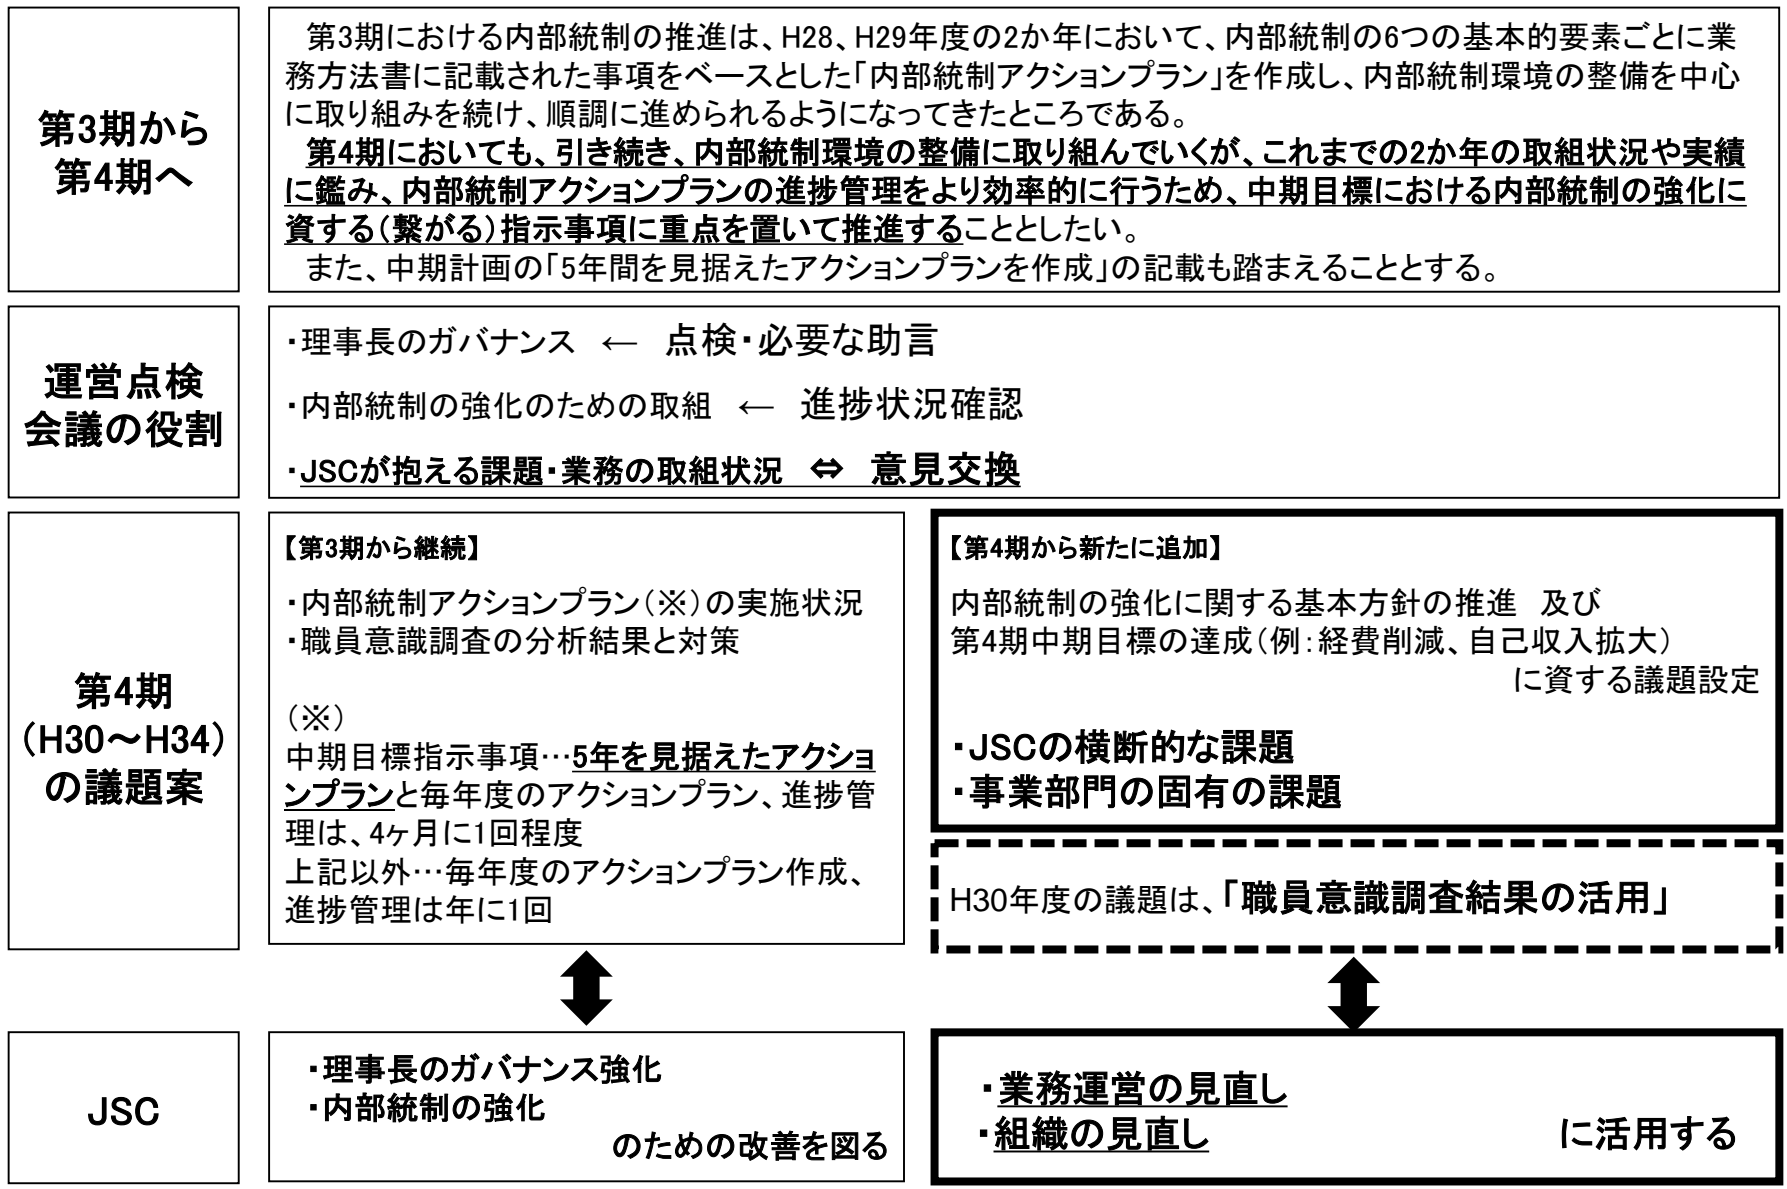 第3期から
第4期へ
第3期における内部統制の推進は、H28、H29年度の2か年において、内部統制の6つの基本的要素ごとに業
務方法書に記載された事項をベースとした「内部統制アクションプラン」を作成し、内部統制環境の整備を中心
に取り組みを続け、順調に進められるようになってきたところである。
第4期においても、引き続き、内部統制環境の整備に取り組んでいくが、これまでの2か年の取組状況や実績
に鑑み、内部統制アクションプランの進捗管理をより効率的に行うため、中期目標における内部統制の強化に
資する（繋がる）指示事項に重点を置いて推進することとしたい。
また、中期計画の「5年間を見据えたアクションプランを作成」の記載も踏まえることとする。
運営点検
会議の役割
・理事長のガバナンス ← 点検・必要な助言
・内部統制の強化のための取組 ← 進捗状況確認
・JSCが抱える課題・業務の取組状況 ⇔ 意見交換
第4期
（H30～H34）
の議題案
【第3期から継続】
・内部統制アクションプラン（※）の実施状況
・職員意識調査の分析結果と対策
（※）
中期目標指示事項…5年を見据えたアクショ
ンプランと毎年度のアクションプラン、進捗管
理は、4ヶ月に1回程度
上記以外…毎年度のアクションプラン作成、
進捗管理は年に1回
【第4期から新たに追加】
内部統制の強化に関する基本方針の推進 及び
第4期中期目標の達成（例：経費削減、自己収入拡大）
に資する議題設定
・JSCの横断的な課題
・事業部門の固有の課題
H30年度の議題は、「職員意識調査結果の活用」
JSC
・理事長のガバナンス強化
・内部統制の強化
のための改善を図る
・業務運営の見直し
・組織の見直し に活用する